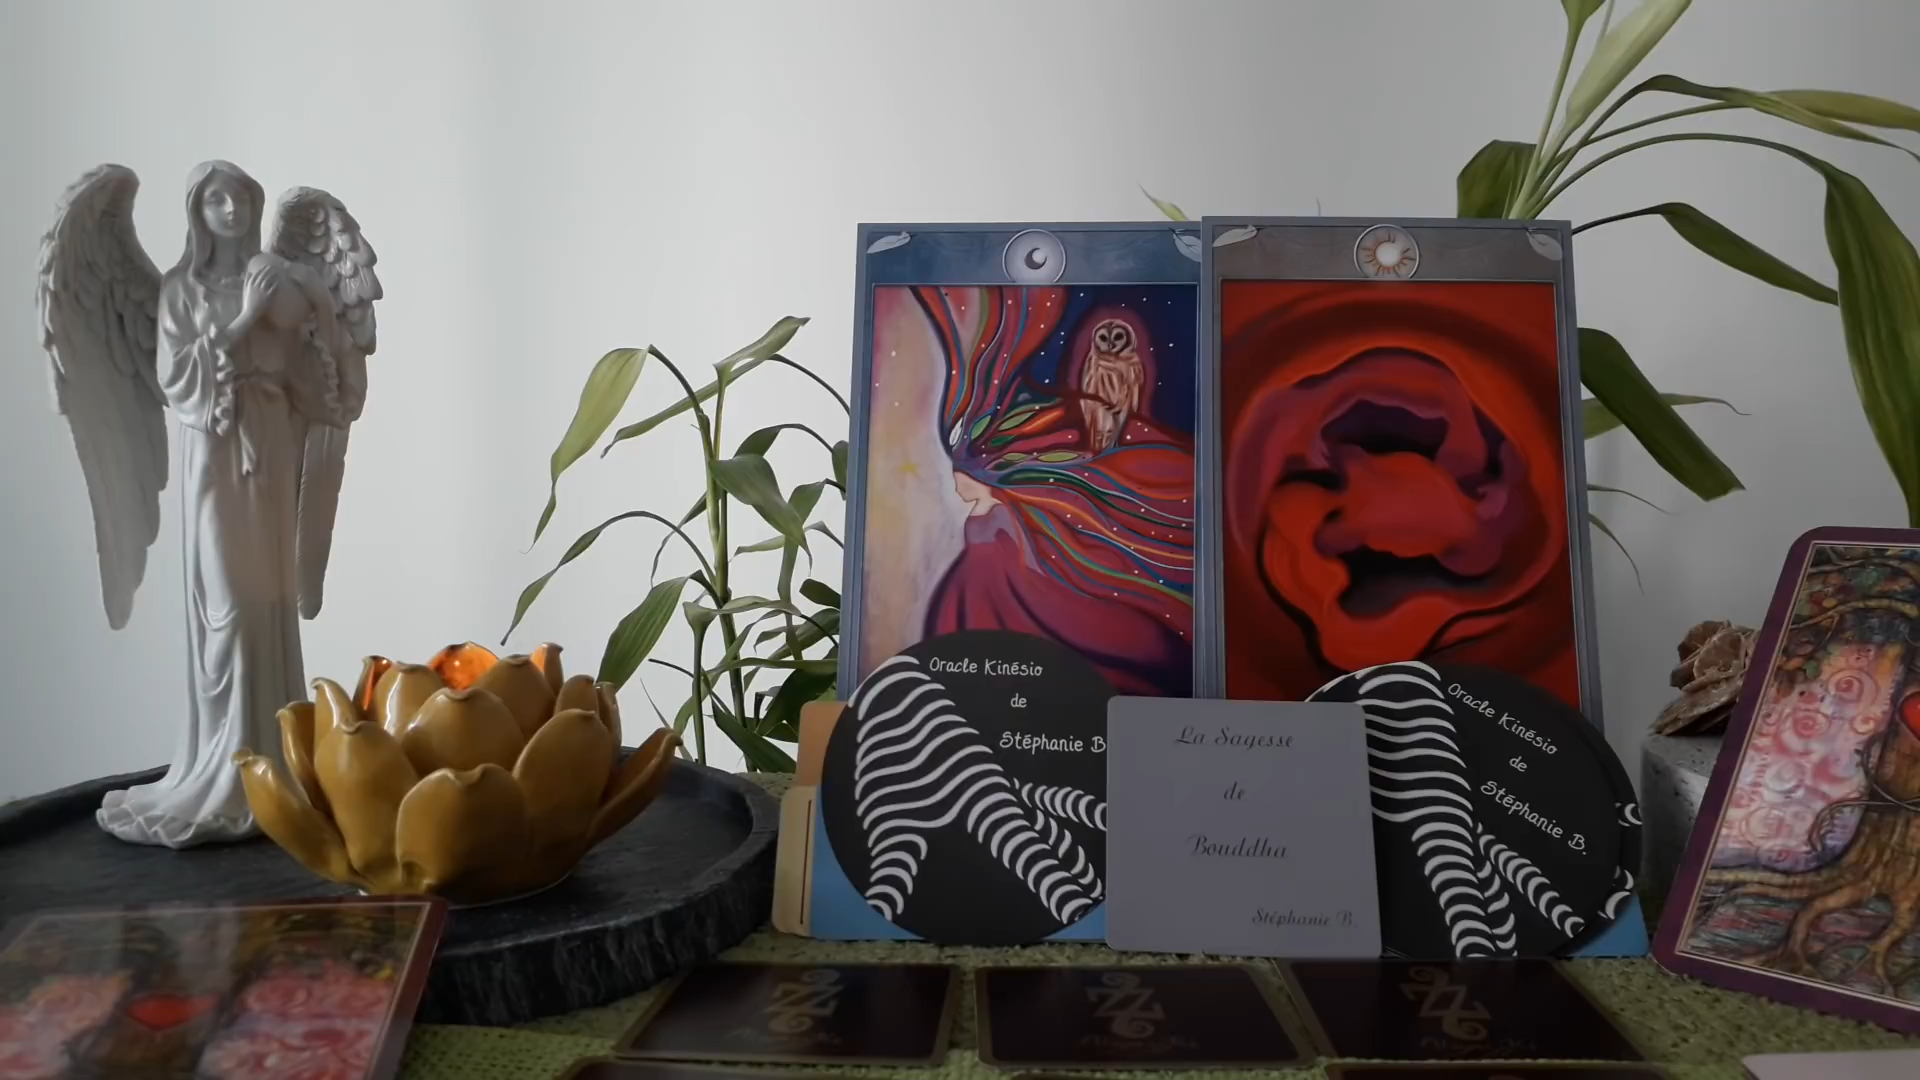 Oracle Kinésio
de
Stéphanie B
La Sagesse
de
Bouddha
Stéphanie B.
Oracle Kinésio
de
Stéphanie B.